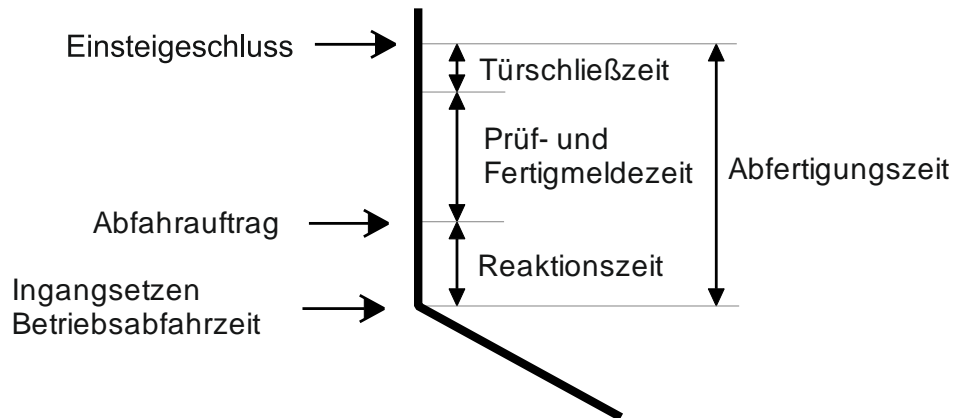 Einsteigeschluss
Türschließzeit
Prüf- und
Fertigmeldezeit
Abfertigungszeit
Abfahrauftrag
Reaktionszeit
Ingangsetzen
Betriebsabfahrzeit